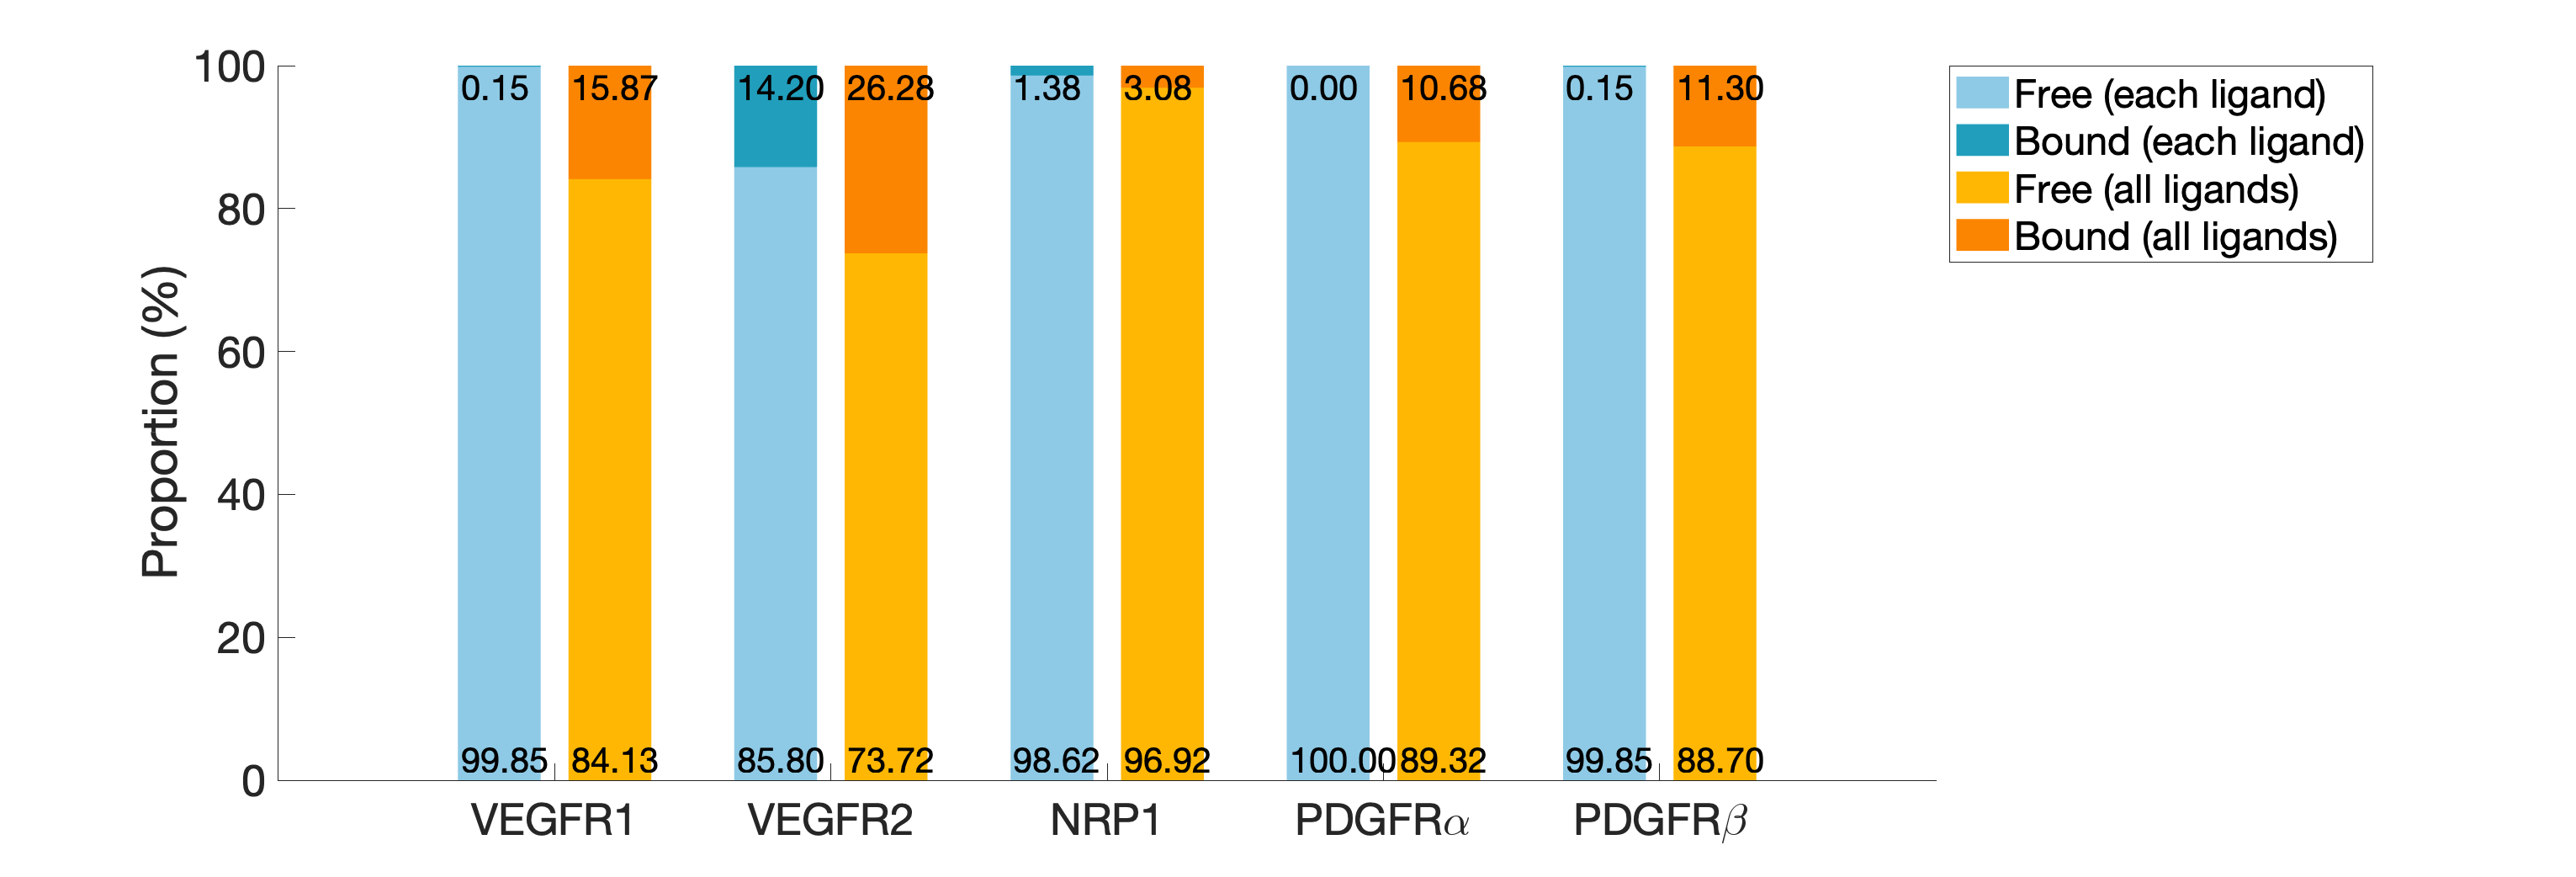 Proportion (%)
100
80
60
40
20
0
0.15 15.87 14.20 26.28 1.38 3.08 0.00 10.68 0.15 11.30
99.85 84.13 85.80 73.72 98.62 96.92 100.00 89.32 99.85 88.70
VEGFR1 VEGFR2 NRP1 PDGFRα PDGFRβ
Free (each ligand)
Bound (each ligand)
Free (all ligands)
Bound (all ligands)